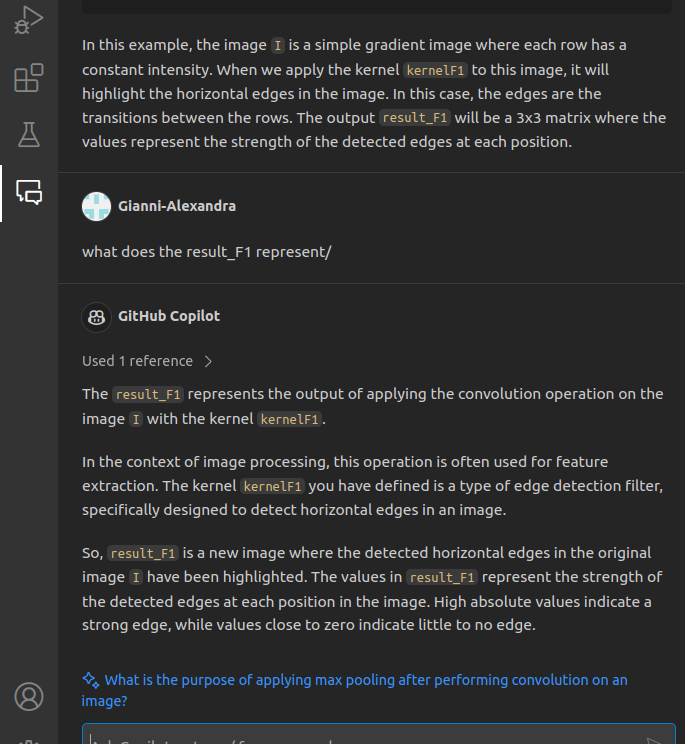 In this example, the image I is a simple gradient image where each row has a
constant intensity. When we apply the kernel kernelF1 to this image, it will
highlight the horizontal edges in the image. In this case, the edges are the
transitions between the rows. The output result_F1 will be a 3x3 matrix where the
values represent the strength of the detected edges at each position.
Gianni-Alexandra
what does the result_F1 represent/
GitHub Copilot
Used 1 reference
The result_F1 represents the output of applying the convolution operation on the
image I with the kernel kernelF1.
In the context of image processing, this operation is often used for feature
extraction. The kernel kernelF1 you have defined is a type of edge detection filter,
specifically designed to detect horizontal edges in an image.
So, result_F1 is a new image where the detected horizontal edges in the original
image I have been highlighted. The values in result_F1 represent the strength of
the detected edges at each position in the image. High absolute values indicate a
strong edge, while values close to zero indicate little to no edge.
What is the purpose of applying max pooling after performing convolution on an
image?